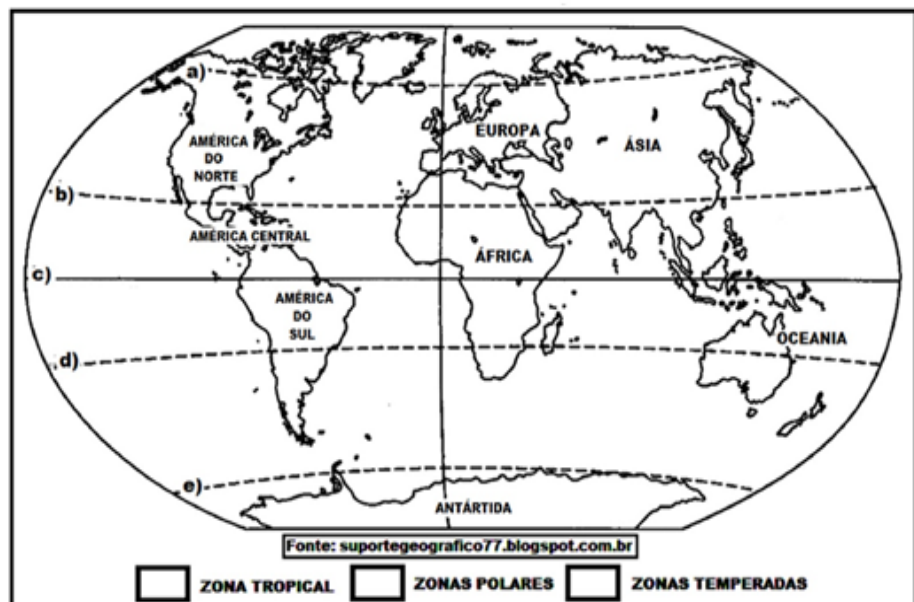 a)
EUROPA
ÁSIA
AMÉRICA
DO
NORTE
b)
AMÉRICA CENTRAL
ÁFRICA
c)
AMÉRICA
DO
SUL
OCEANIA
d)
e)
ANTÁRTIDA
Fonte: suportegeografico77.blogspot.com.br
ZONA TROPICAL
ZONAS POLARES
ZONAS TEMPERADAS